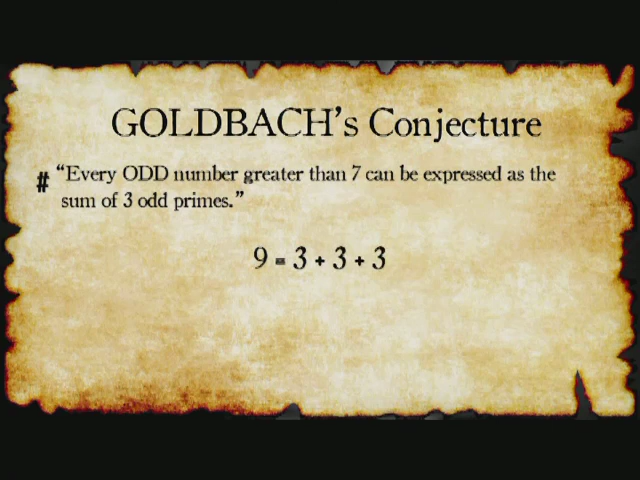 GOLDBACH's Conjecture
# "Every ODD number greater than 7 can be expressed as the
sum of 3 odd primes."
9 = 3 + 3 + 3